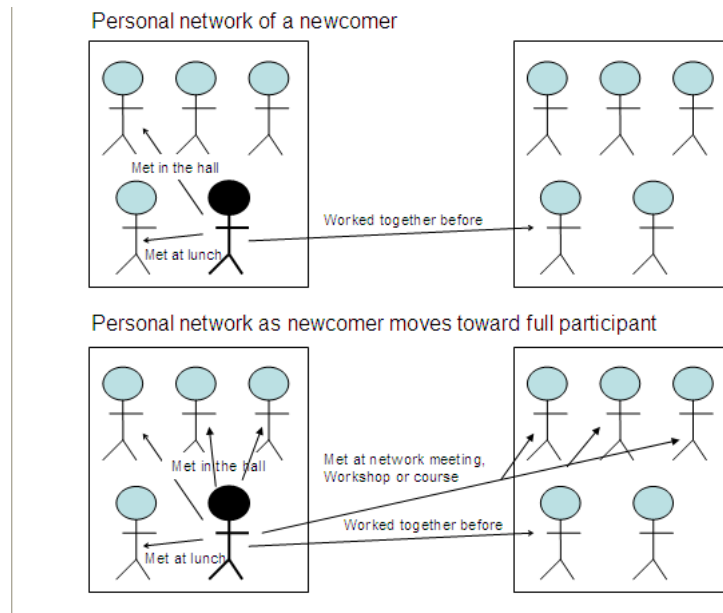 Personal network of a newcomer
Met in the hall
Worked together before
Met at lunch
Personal network as newcomer moves toward full participant
Met in the hall
Met at network meeting,
Workshop or course
Worked together before
Met at lunch